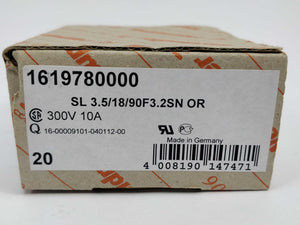 1619780000
SL 3.5/18/90F3.2SN OR
300V 10A
Q 16-00009101-040112-00
Made in Germany
20
4 008190 147471